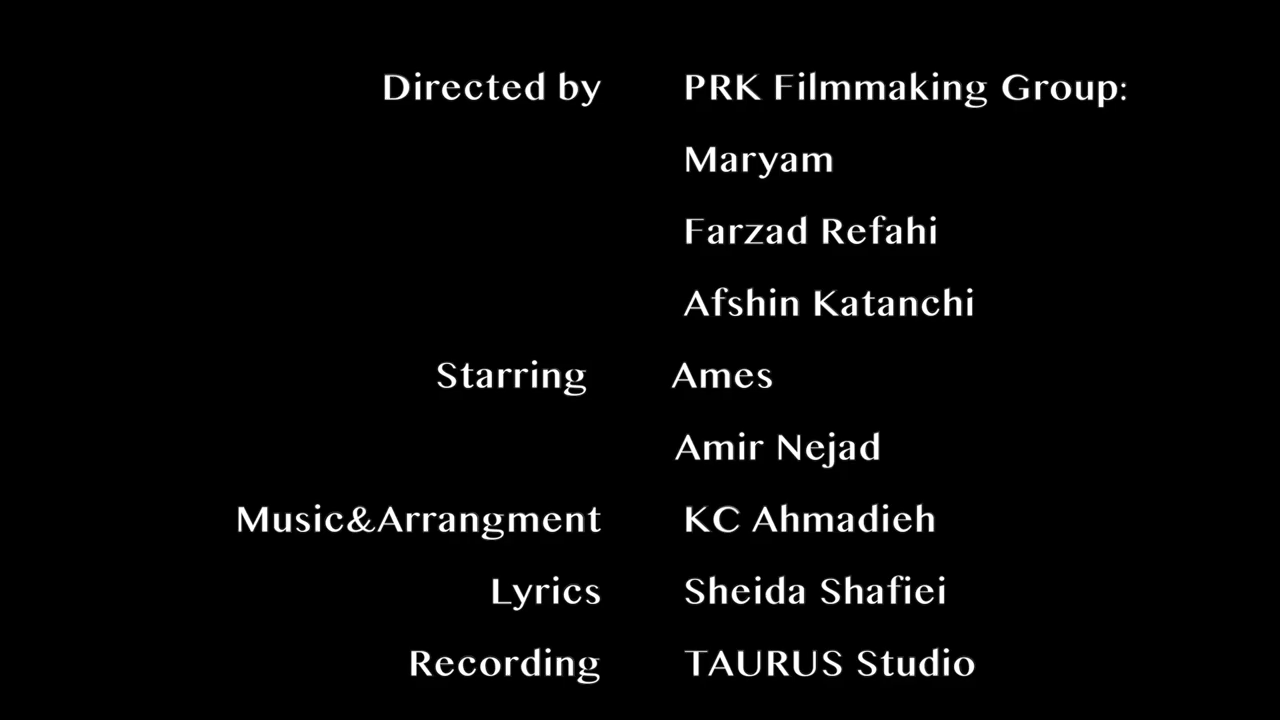 Directed by PRK Filmmaking Group:
Maryam
Farzad Refahi
Afshin Katanchi
Starring Ames
Amir Nejad
Music&Arrangment KC Ahmadieh
Lyrics Sheida Shafiei
Recording TAURUS Studio